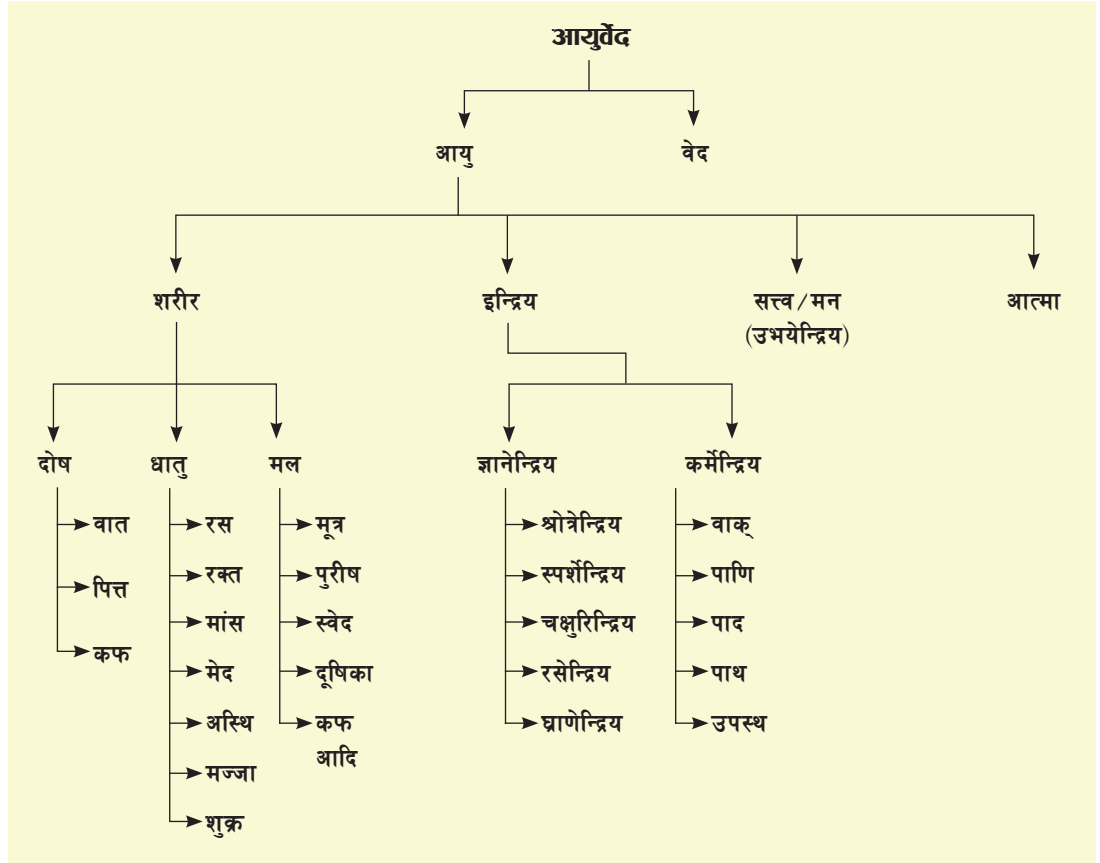 आयुर्वेद
आयु
वेद
शरीर
इन्द्रिय
सत्त्व/मन
(उभयेन्द्रिय)
आत्मा
दोष
धातु
मल
ज्ञानेन्द्रिय
कर्मेन्द्रिय
वात
पित्त
कफ
रस
रक्त
मांस
मेद
अस्थि
मज्जा
शुक्र
मूत्र
पुरीष
स्वेद
दूषिका
कफ
आदि
श्रोत्रेन्द्रिय
स्पर्शेन्द्रिय
चक्षुरिन्द्रिय
रसेन्द्रिय
घ्राणेन्द्रिय
वाक्
पाणि
पाद
पाथ
उपस्थ